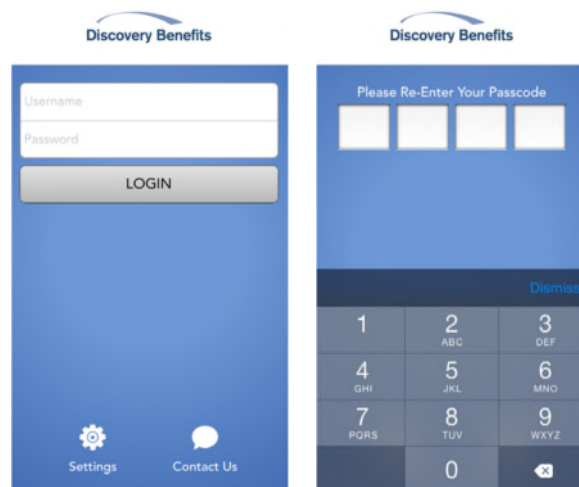 Discovery Benefits
Username
Password
LOGIN
Settings Contact Us
Discovery Benefits
Please Re-Enter Your Passcode
Dismiss
1 2 3
ABC DEF
4 5 6
GHI JKL MNO
7 8 9
PQRS TUV WXYZ
0